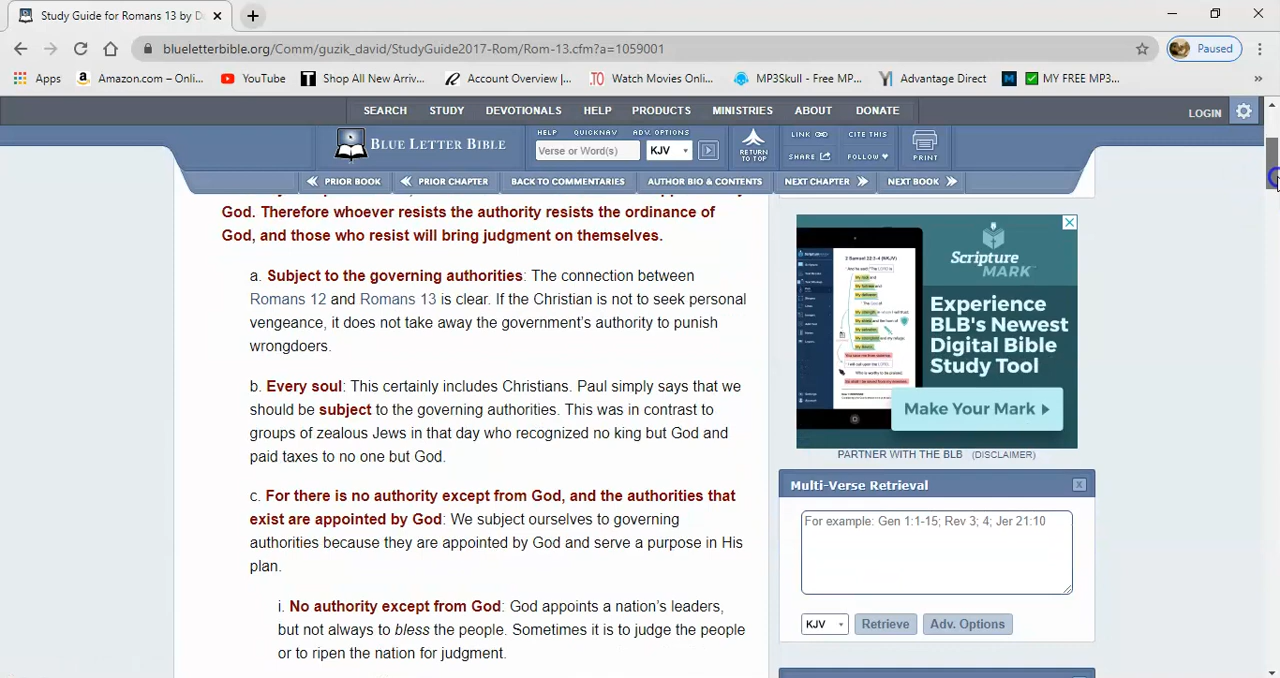 Study Guide for Romans 13 by D
blueletterbible.org/Comm/guzik_david/StudyGuide2017-Rom/Rom-13.cfm?a=1059001
Paused
Apps
Amazon.com – Onli...
YouTube
Shop All New Arriv...
Account Overview |...
Watch Movies Onlin...
MP3Skull - Free MP...
Advantage Direct
MY FREE MP3...
SEARCH
STUDY
DEVOTIONALS
HELP
PRODUCTS
MINISTRIES
ABOUT
DONATE
LOGIN
BLUE LETTER BIBLE
HELP
QUICKNAV
ADV. OPTIONS
Verse or Word(s)
KJV
RETURN
TO TOP
LINK
CITE THIS
SHARE
FOLLOW
PRINT
PRIOR BOOK
PRIOR CHAPTER
BACK TO COMMENTARIES
AUTHOR BIO & CONTENTS
NEXT CHAPTER
NEXT BOOK
God. Therefore whoever resists the authority resists the ordinance of
God, and those who resist will bring judgment on themselves.
a. Subject to the governing authorities: The connection between
Romans 12 and Romans 13 is clear. If the Christian is not to seek personal
vengeance, it does not take away the government's authority to punish
wrongdoers.
b. Every soul: This certainly includes Christians. Paul simply says that we
should be subject to the governing authorities. This was in contrast to
groups of zealous Jews in that day who recognized no king but God and
paid taxes to no one but God.
c. For there is no authority except from God, and the authorities that
exist are appointed by God: We subject ourselves to governing
authorities because they are appointed by God and serve a purpose in His
plan.
i. No authority except from God: God appoints a nation's leaders,
but not always to bless the people. Sometimes it is to judge the people
or to ripen the nation for judgment.
Scripture
MARK
Experience
BLB's Newest
Digital Bible
Study Tool
Make Your Mark
PARTNER WITH THE BLB (DISCLAIMER)
Multi-Verse Retrieval
For example: Gen 1:1-15; Rev 3; 4; Jer 21:10
KJV
Retrieve
Adv. Options